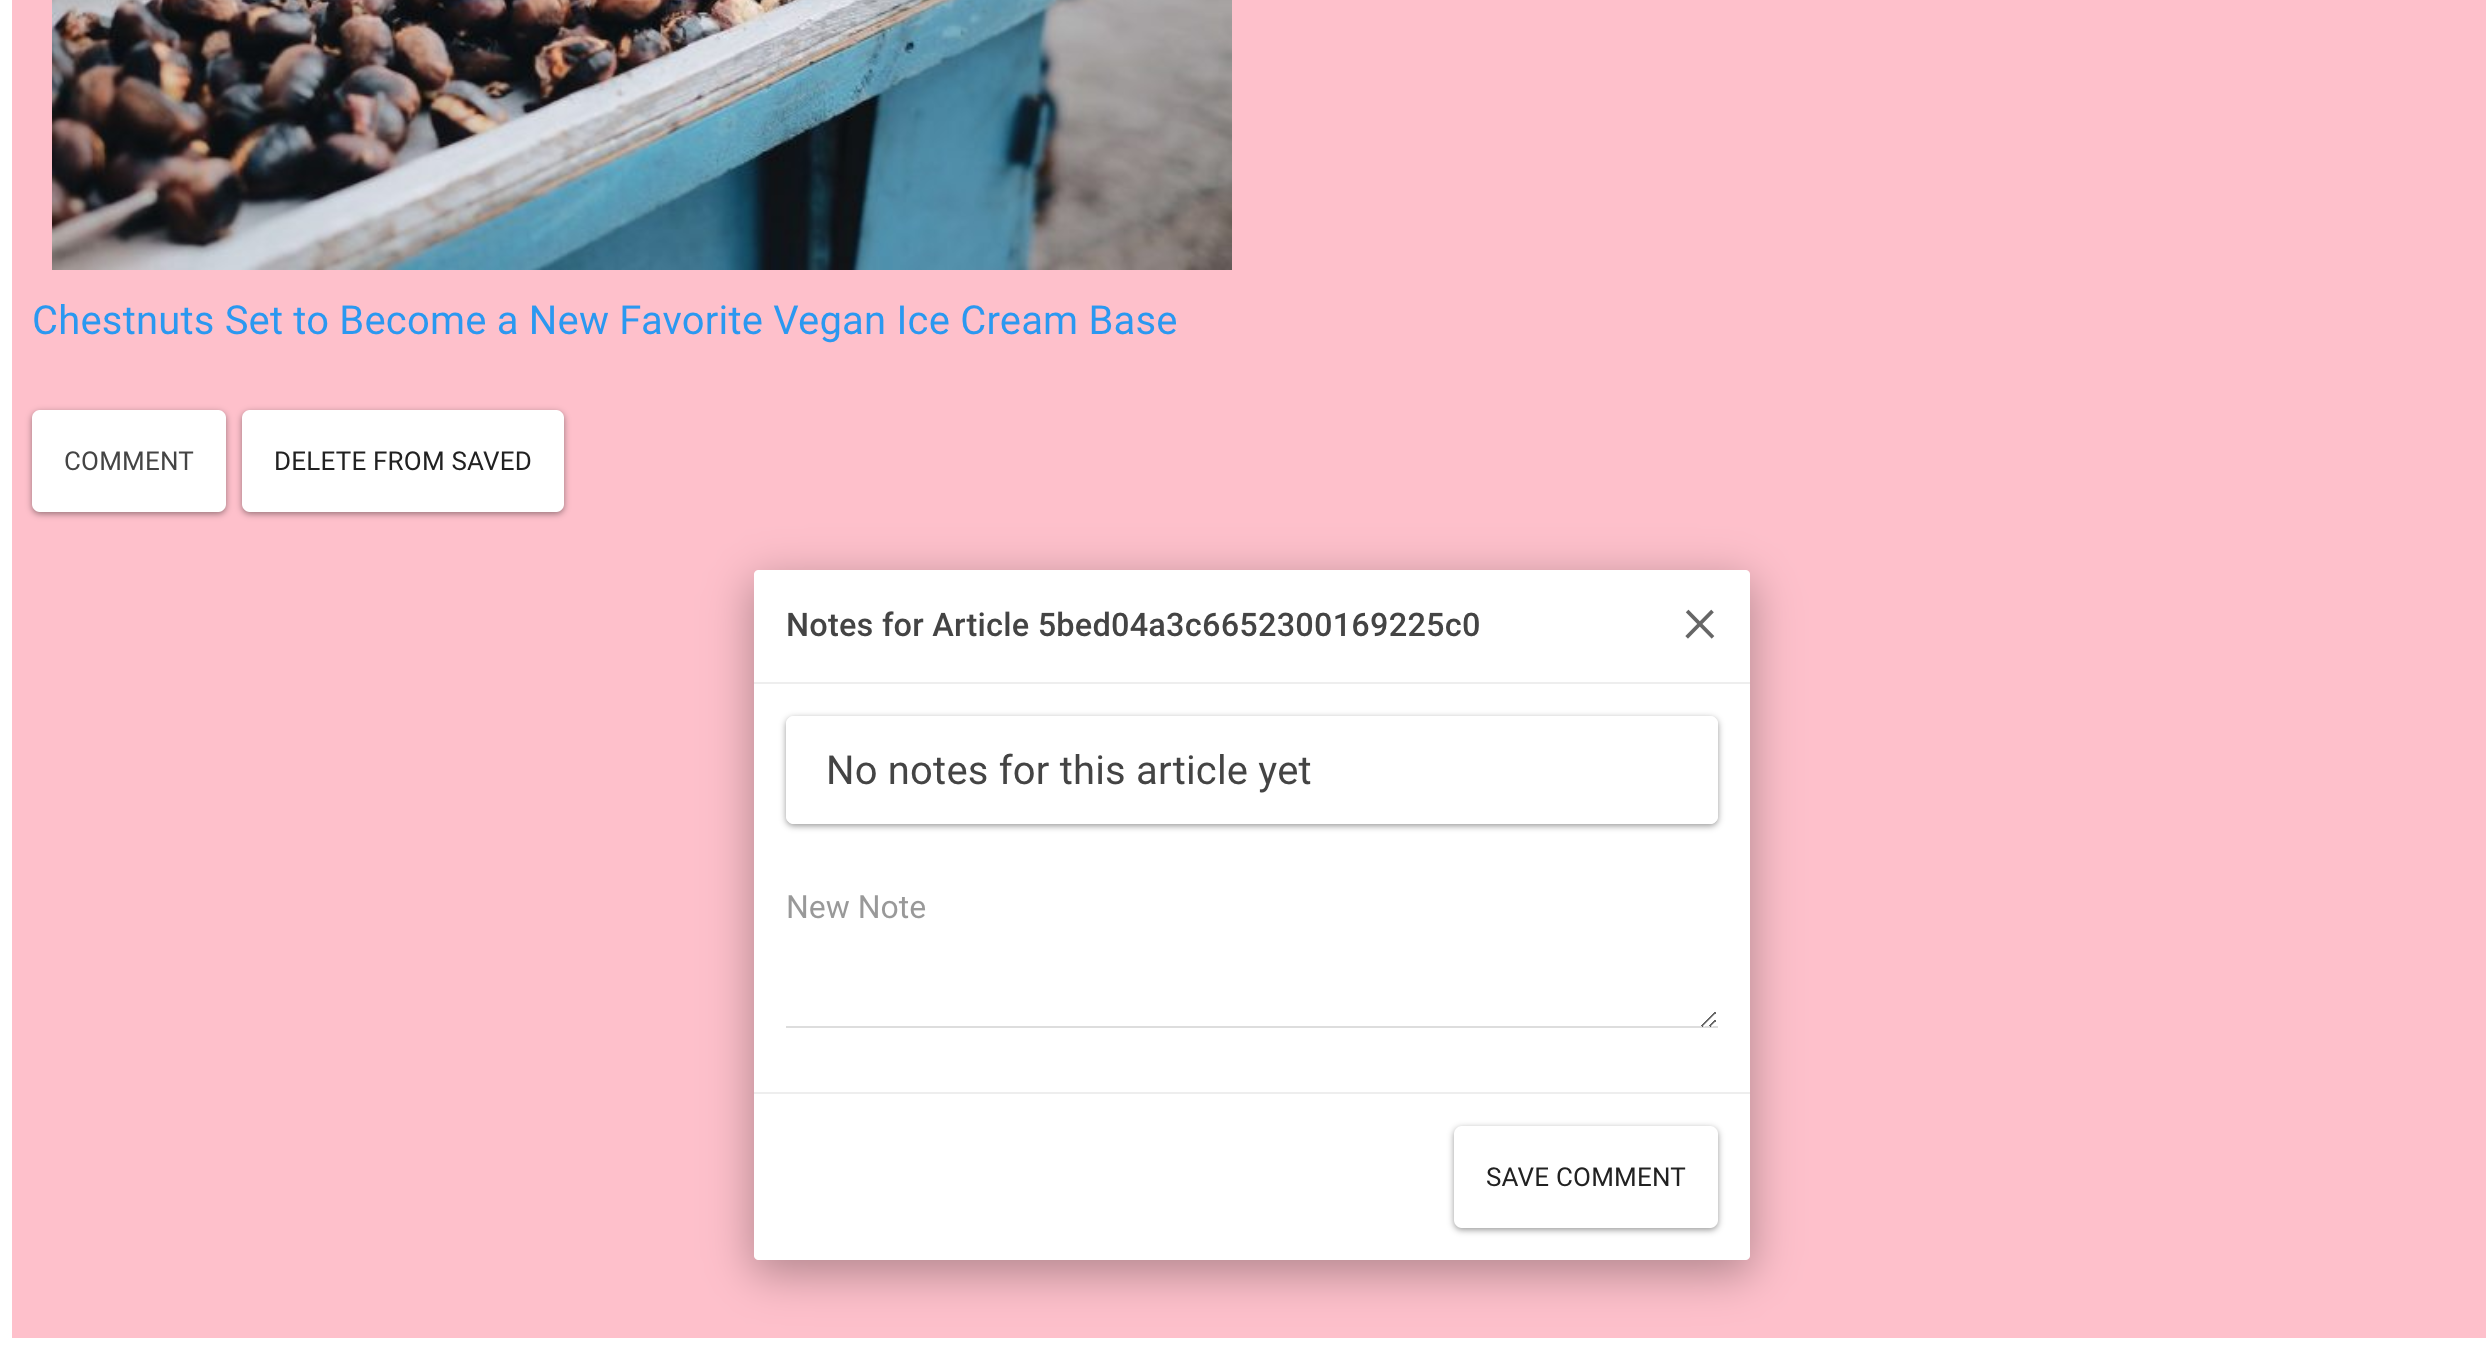 Chestnuts Set to Become a New Favorite Vegan Ice Cream Base
COMMENT
DELETE FROM SAVED
Notes for Article 5bed04a3c6652300169225c0
No notes for this article yet
New Note
SAVE COMMENT